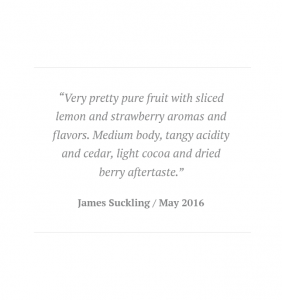 “Very pretty pure fruit with sliced
lemon and strawberry aromas and
flavors. Medium body, tangy acidity
and cedar, light cocoa and dried
berry aftertaste.”
James Suckling / May 2016